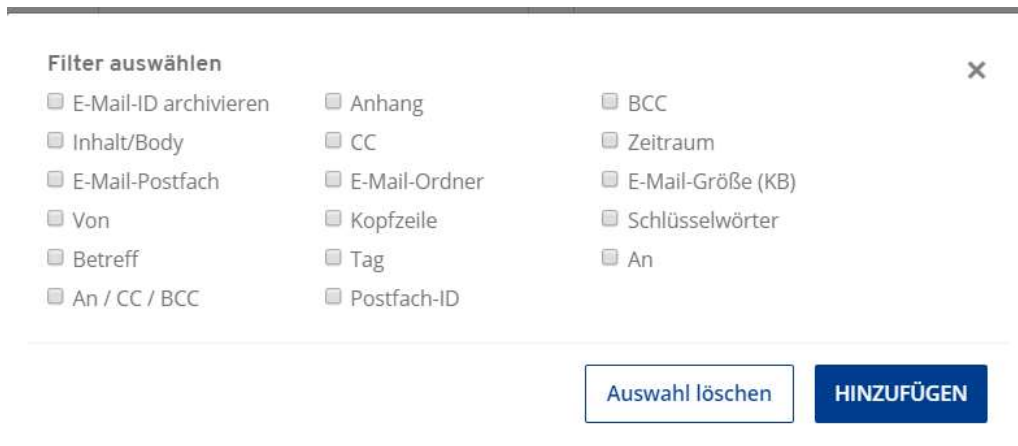 Filter auswählen
E-Mail-ID archivieren Anhang BCC
Inhalt/Body CC Zeitraum
E-Mail-Postfach E-Mail-Ordner E-Mail-Größe (KB)
Von Kopfzeile Schlüsselwörter
Betreff Tag An
An / CC / BCC Postfach-ID
Auswahl löschen HINZUFÜGEN